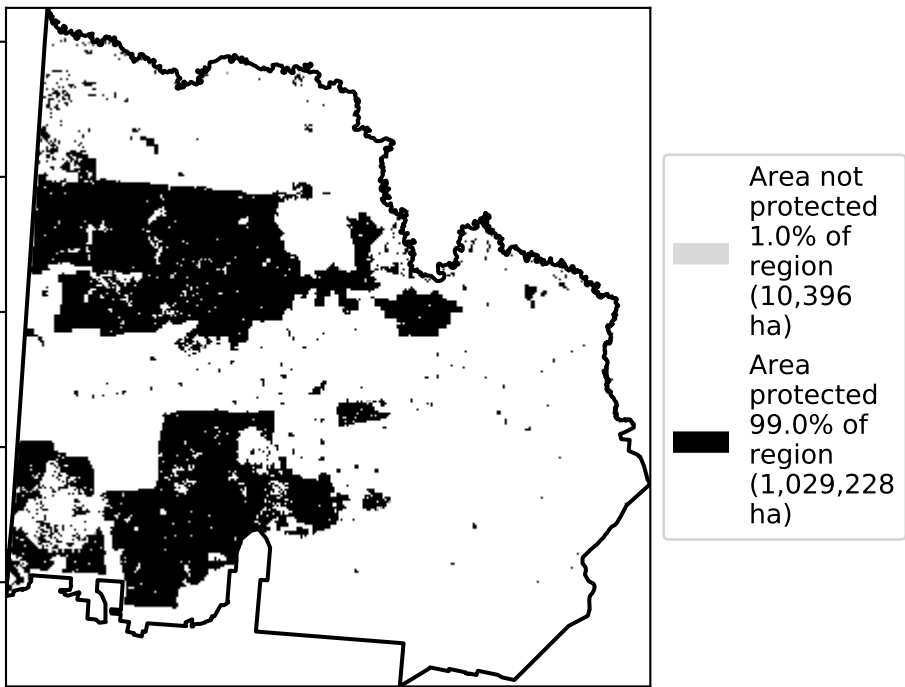 Area not
protected
1.0% of
region
(10,396
ha)
Area
protected
99.0% of
region
(1,029,228
ha)